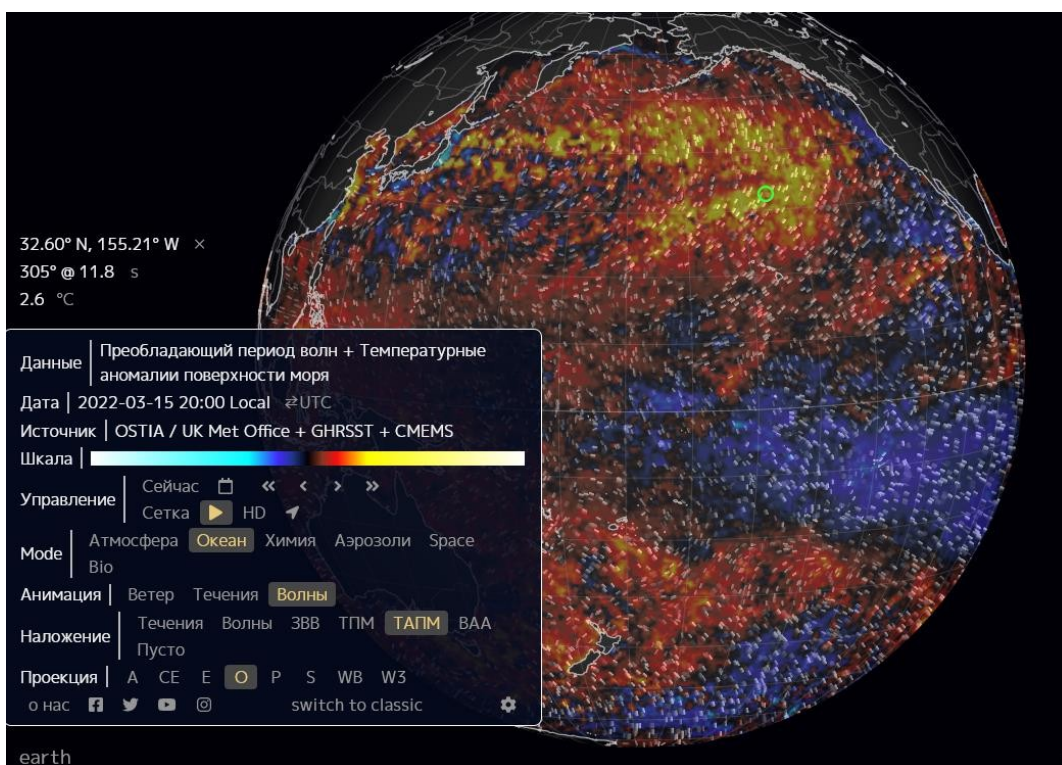 32.60° N, 155.21° W ×
305° @ 11.8 s
2.6 °C
Данные | Преобладающий период волн + Температурные
аномалии поверхности моря
Дата | 2022-03-15 20:00 Local ⇄UTC
Источник | OSTIA / UK Met Office + GHRSST + CMEMS
Шкала |
Управление | Сейчас « ‹ › »
Сетка HD
Mode | Атмосфера Океан Химия Аэрозоли Space
Bio
Анимация | Ветер Течения Волны
Наложение | Течения Волны ЗВВ ТПМ ТАПМ ВАА
Пусто
Проекция | A CE E O P S WB W3
о нас switch to classic
earth